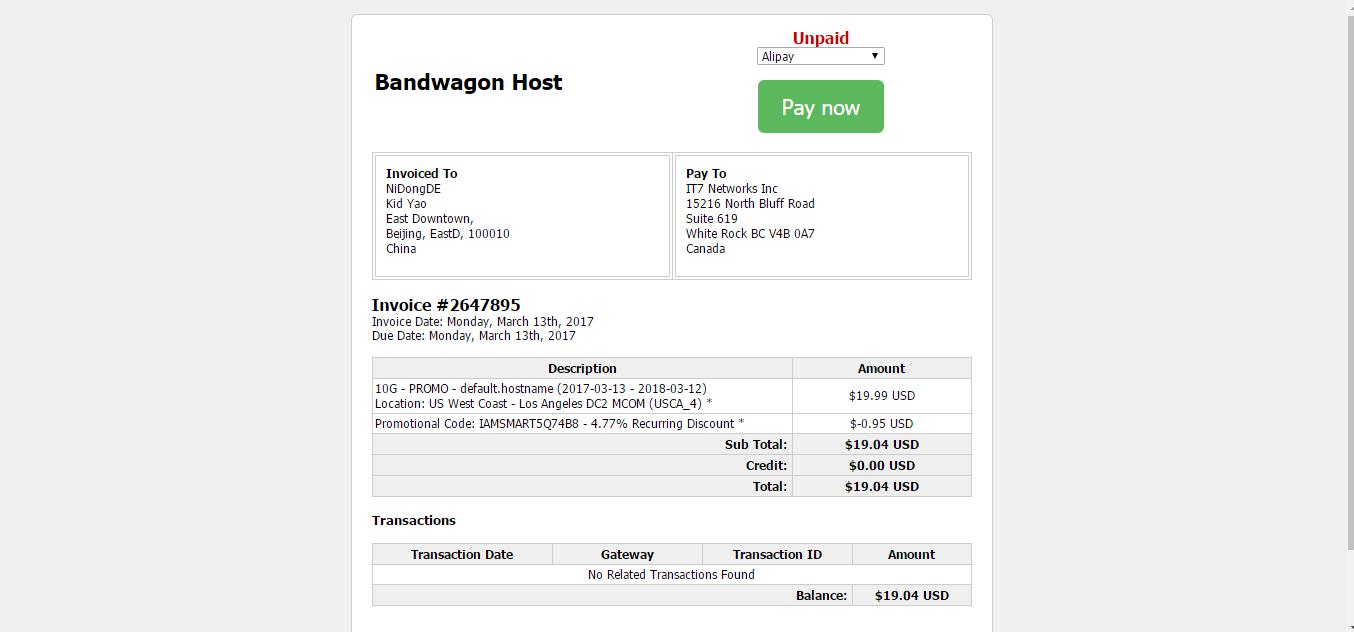 Unpaid
Alipay
Bandwagon Host
Pay now
Invoiced To
NiDongDE
Kid Yao
East Downtown,
Beijing, EastD, 100010
China
Pay To
IT7 Networks Inc
15216 North Bluff Road
Suite 619
White Rock BC V4B 0A7
Canada
Invoice #2647895
Invoice Date: Monday, March 13th, 2017
Due Date: Monday, March 13th, 2017
Description Amount
10G - PROMO - default.hostname (2017-03-13 - 2018-03-12)
Location: US West Coast - Los Angeles DC2 MCOM (USCA_4) * $19.99 USD
Promotional Code: IAMSMART5Q74B8 - 4.77% Recurring Discount * $-0.95 USD
Sub Total: $19.04 USD
Credit: $0.00 USD
Total: $19.04 USD
Transactions
Transaction Date Gateway Transaction ID Amount
No Related Transactions Found
Balance: $19.04 USD